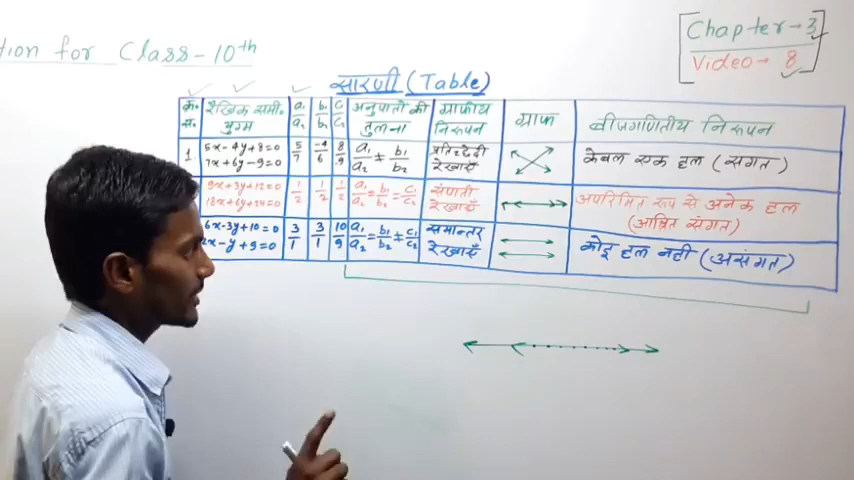 tion for Class-10th
Chapter → 3
Video → 8
सारणी (Table)
क्र. स. रैखिक समी. युग्म a₁/a₂ b₁/b₂ c₁/c₂ अनुपातो की तुलना ग्राफीय निरूपन ग्राफ बीजगणितीय निरूपन
1. 5x-4y+8=0 5/7 -4/6 8/-9 a₁/a₂ ≠ b₁/b₂ प्रतिच्छेदी केवल एक हल (संगत)
7x+6y-9=0 रेखाएँ
9x+3y+12=0 1/2 1/2 1/2 a₁/a₂ = b₁/b₂ = c₁/c₂ संपाती अपरिमित रूप से अनेक हल
18x+6y+24=0 रेखाएँ (आश्रित संगत)
6x-3y+10=0 3/1 3/1 10/9 a₁/a₂ = b₁/b₂ ≠ c₁/c₂ समान्तर कोइ हल नही (असंगत)
2x-y+9=0 रेखाएँ